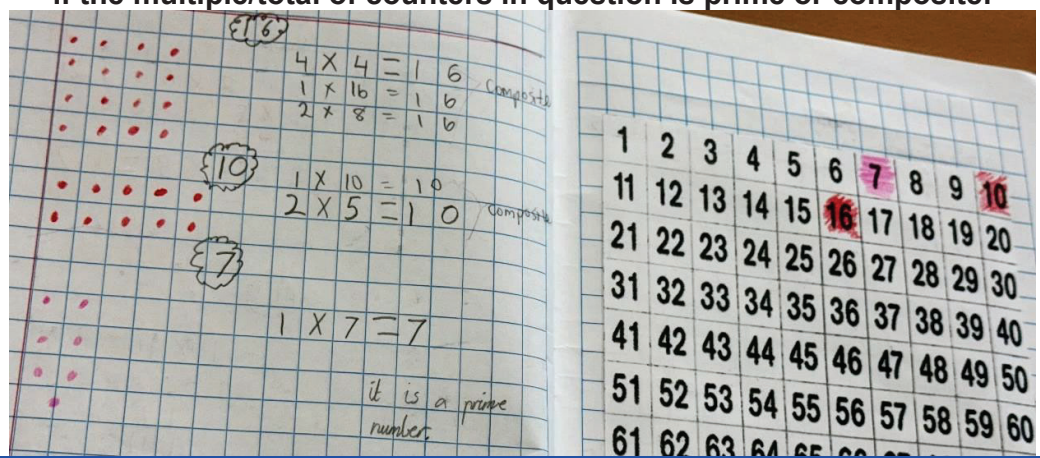 if the multiple/total of counters in question is prime or composite.
16
4 X 4 = 1 6
1 x 16 = 1 6
2 x 8 = 1 6
Composite
10
1 X 10 = 10
2 X 5 = 1 0
Composite
7
1 X 7 = 7
it is a prime
number.
1 2 3 4 5 6 7 8 9 10
11 12 13 14 15 16 17 18 19 20
21 22 23 24 25 26 27 28 29 30
31 32 33 34 35 36 37 38 39 40
41 42 43 44 45 46 47 48 49 50
51 52 53 54 55 56 57 58 59 60
61 62 63 64 65